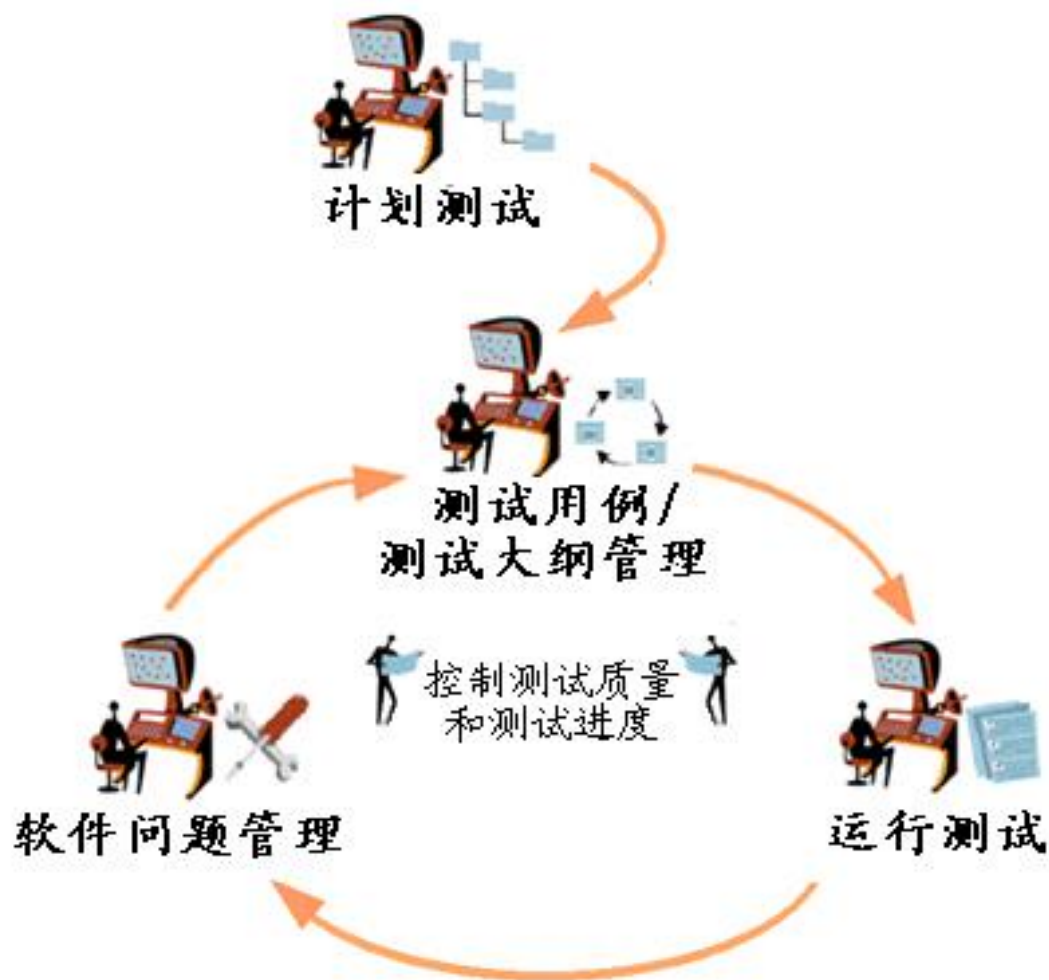 计划测试
测试用例/
测试大纲管理
控制测试质量
和测试进度
软件问题管理
运行测试